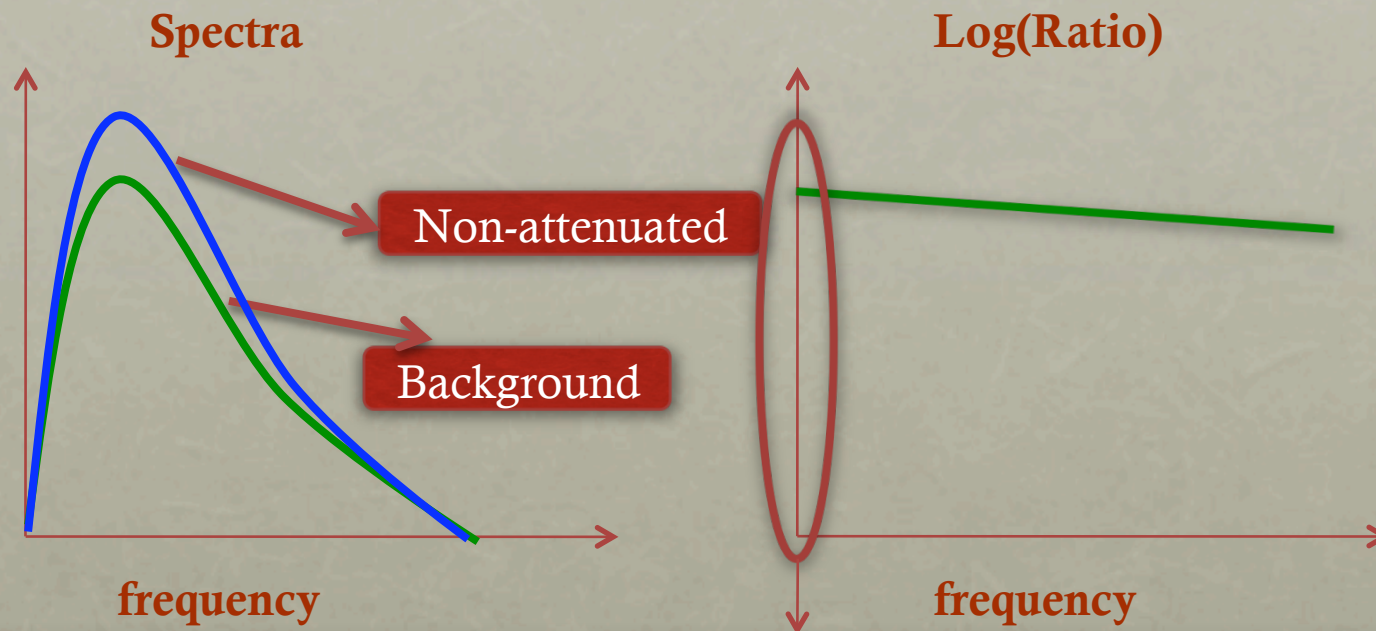 Spectra
Log(Ratio)
Non-attenuated
Background
frequency
frequency